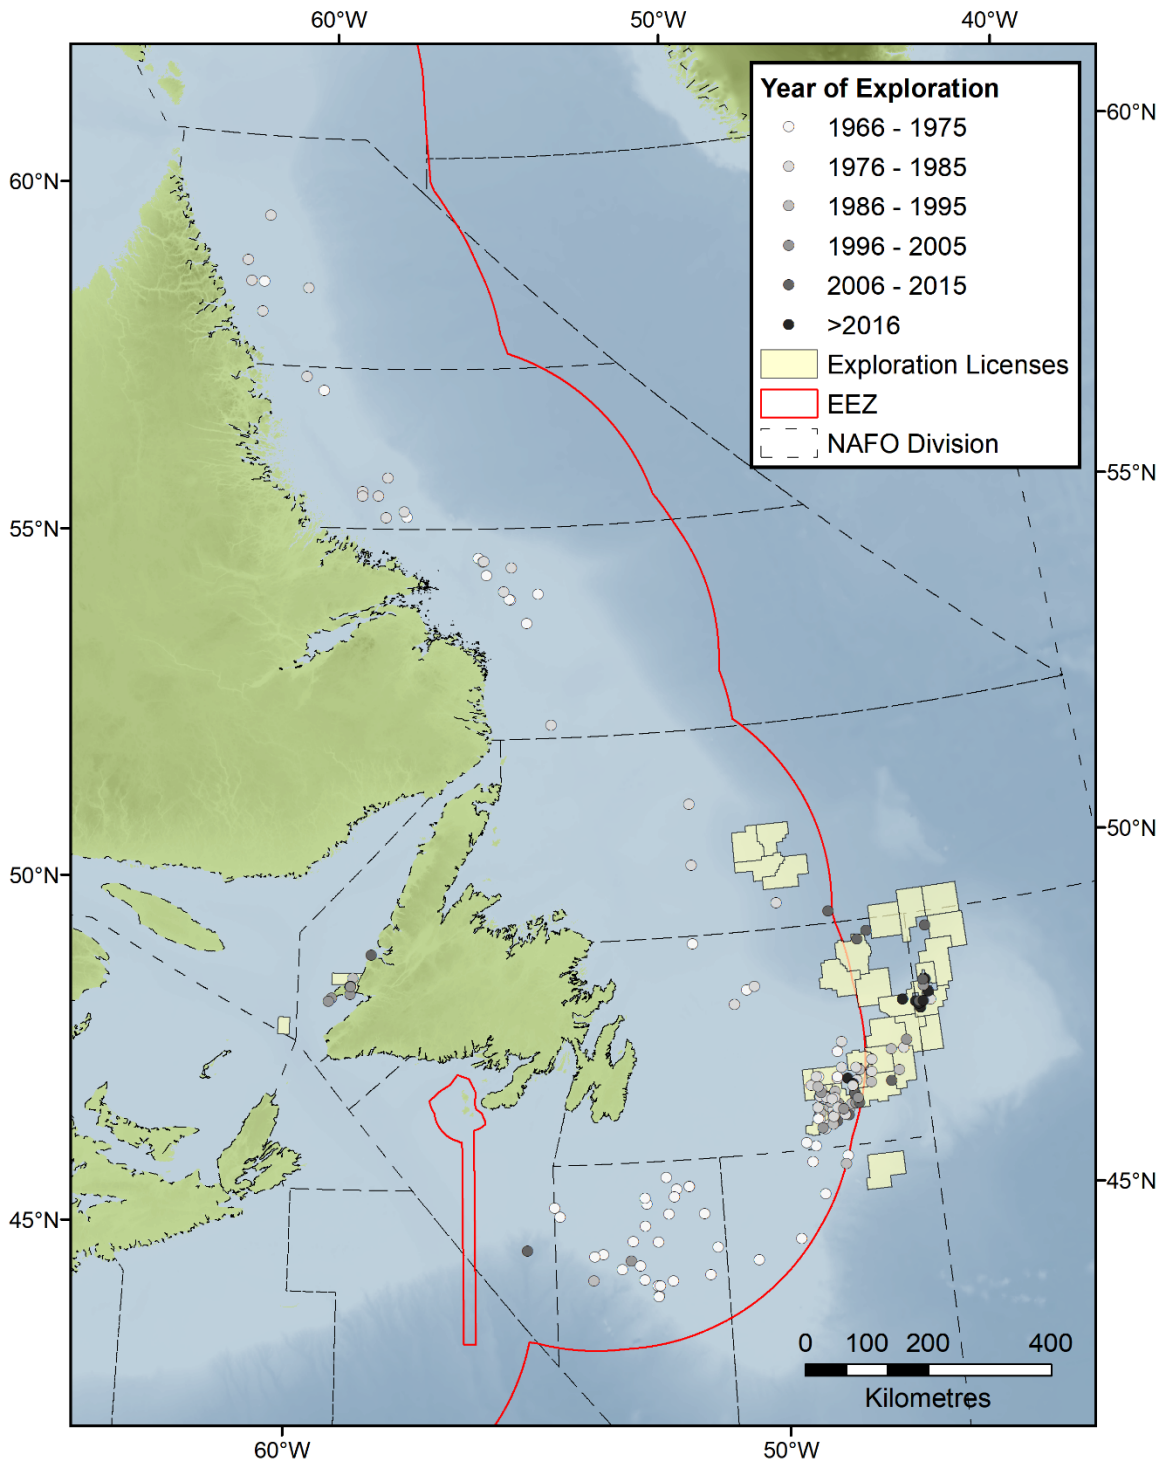 60°W 50°W 40°W
Year of Exploration
1966 - 1975
1976 - 1985
1986 - 1995
1996 - 2005
2006 - 2015
>2016
Exploration Licenses
EEZ
NAFO Division
60°N
60°N
55°N
55°N
50°N
50°N
45°N
45°N
0 100 200 400
Kilometres
60°W 50°W